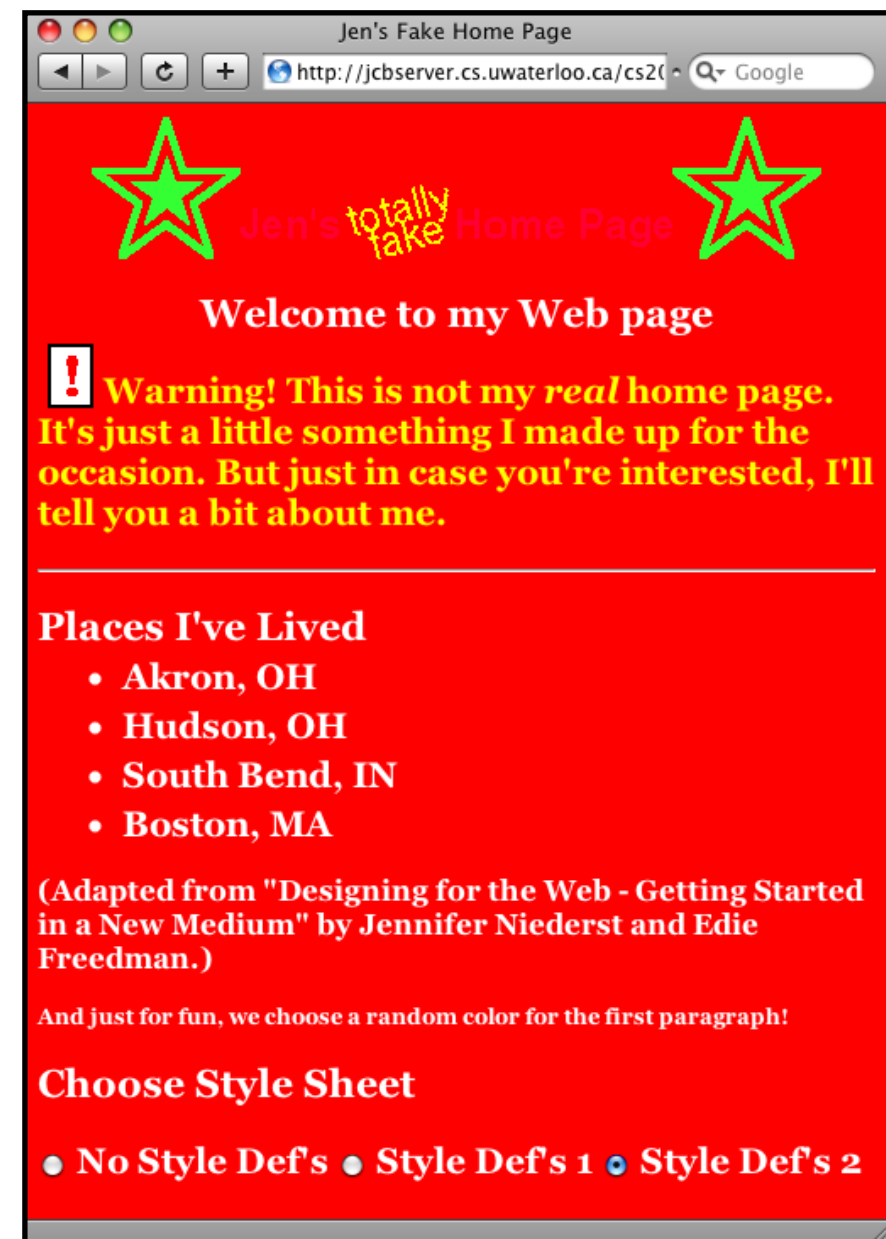 Jen's Fake Home Page
http://jcbserver.cs.uwaterloo.ca/cs2(
Google
Jen's totally fake Home Page
Welcome to my Web page
! Warning! This is not my real home page.
It's just a little something I made up for the
occasion. But just in case you're interested, I'll
tell you a bit about me.
Places I've Lived
• Akron, OH
• Hudson, OH
• South Bend, IN
• Boston, MA
(Adapted from "Designing for the Web - Getting Started
in a New Medium" by Jennifer Niederst and Edie
Freedman.)
And just for fun, we choose a random color for the first paragraph!
Choose Style Sheet
No Style Def's Style Def's 1 Style Def's 2